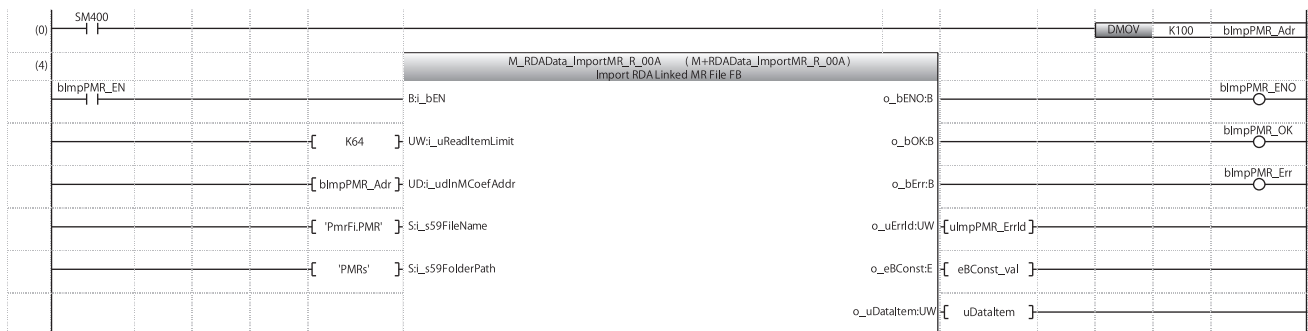 SM400
(0) DMOV K100 bImpPMR_Adr
(4) M_RDAData_ImportMR_R_00A (M+RDAData_ImportMR_R_00A)
Import RDA Linked MR File FB
bImpPMR_EN B:i_bEN o_bENO:B bImpPMR_ENO
K64 UW:i_uReadItemLimit o_bOK:B bImpPMR_OK
bImpPMR_Adr UD:i_udInMCoefAddr o_bErr:B bImpPMR_Err
'PmrFi.PMR' S:i_s59FileName o_uErrId:UW uImpPMR_ErrId
'PMRs' S:i_s59FolderPath o_eBConst:E eBConst_val
o_uDataItem:UW uDataItem